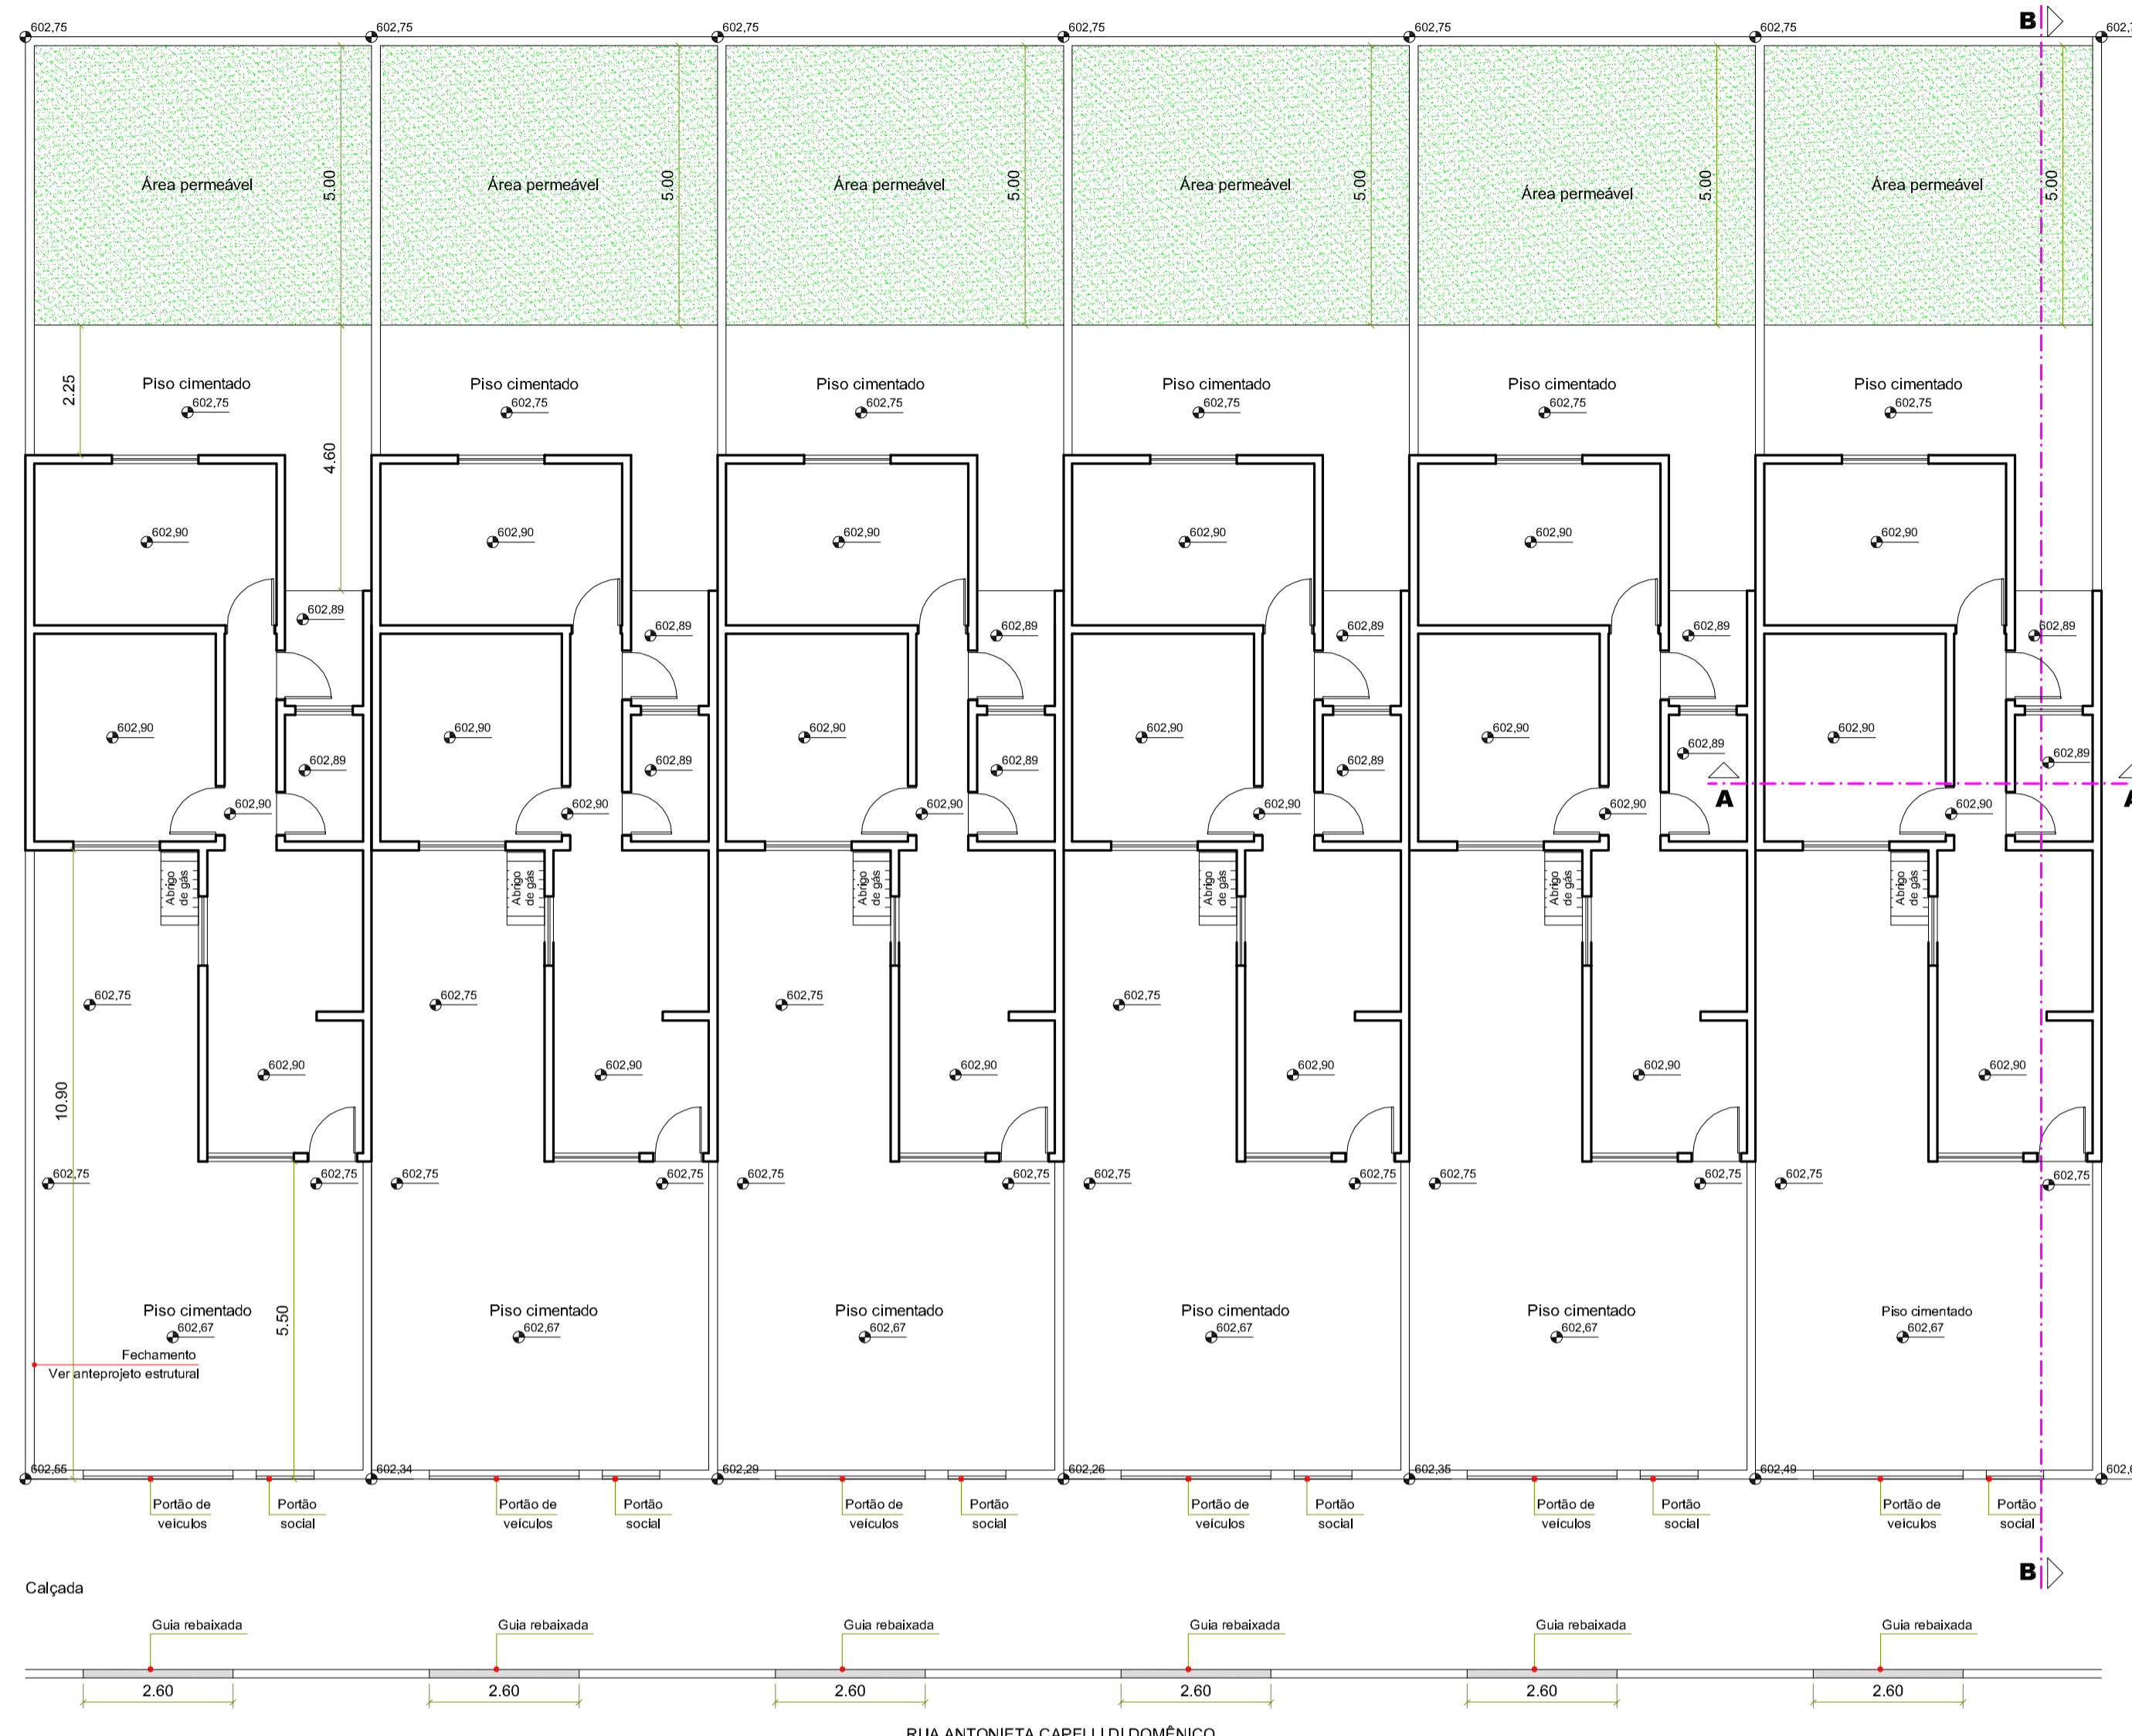 602,75 602,75 602,75 602,75 602,75 602,75
B
Área permeável 5.00 Área permeável 5.00 Área permeável 5.00 Área permeável 5.00 Área permeável 5.00 Área permeável 5.00
2.25
Piso cimentado Piso cimentado Piso cimentado Piso cimentado Piso cimentado Piso cimentado
602,75 602,75 602,75 602,75 602,75 602,75
4.60
602,90 602,90 602,90 602,90 602,90 602,90
602,89 602,89 602,89 602,89 602,89 602,89
602,90 602,90 602,90 602,90 602,90 602,90
602,89 602,89 602,89 602,89 602,89 602,89
A
602,90 602,90 602,90 602,90 602,90 602,90
Abrigo Abrigo Abrigo Abrigo Abrigo Abrigo
de gás de gás de gás de gás de gás de gás
602,75 602,75 602,75 602,75
602,90 602,90 602,90 602,90 602,90 602,90
10.90
602,75 602,75 602,75 602,75 602,75 602,75 602,75 602,75 602,75 602,75 602,75 602,75
5.50
Piso cimentado Piso cimentado Piso cimentado Piso cimentado Piso cimentado Piso cimentado
602,67 602,67 602,67 602,67 602,67 602,67
Fechamento
Ver anteprojeto estrutural
602,55 602,34 602,29 602,26 602,35 602,49
Portão de Portão Portão de Portão Portão de Portão Portão de Portão Portão de Portão Portão de Portão
veículos social veículos social veículos social veículos social veículos social veículos social
B
Calçada
Guia rebaixada Guia rebaixada Guia rebaixada Guia rebaixada Guia rebaixada Guia rebaixada
2.60 2.60 2.60 2.60 2.60 2.60
RUA ANTONIETA CAPELLI DI DOMÊNICO